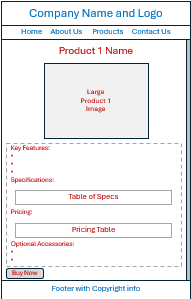 Company Name and Logo
Home About Us Products Contact Us
Product 1 Name
Large
Product 1
Image
Key Features:
•
•
•
Specifications:
Table of Specs
Pricing:
Pricing Table
Optional Accessories:
•
•
Buy Now
Footer with Copyright info